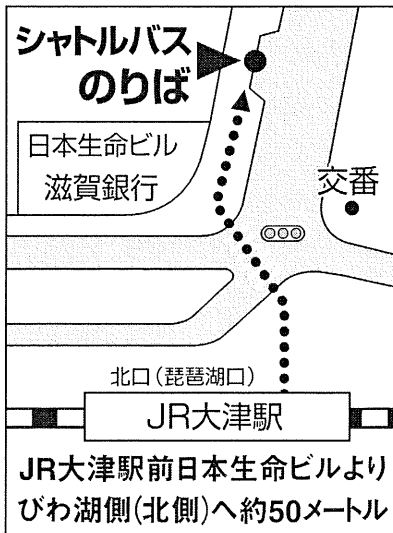 シャトルバス
のりば
日本生命ビル
滋賀銀行
交番
北口(琵琶湖口)
JR大津駅
JR大津駅前日本生命ビルより
びわ湖側(北側)へ約50メートル